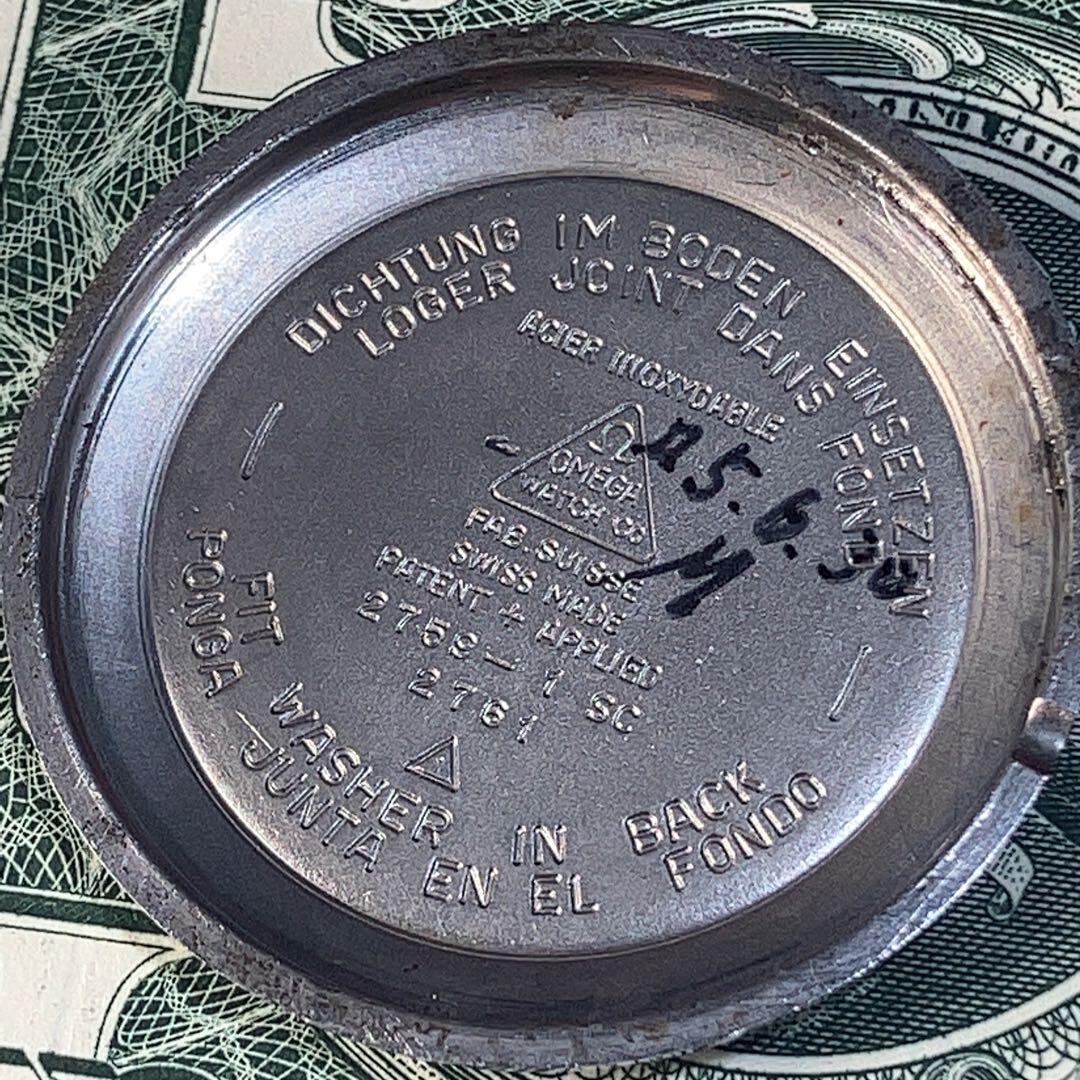 DICHTUNG IM BODEN EINSETZEN
LOGER JOINT DANS FOND
ACIER INOXYDABLE
Ω
OMEGA
WATCH CO
FAB. SUISSE
SWISS MADE
PATENT + APPLIED
2759-1 SC
2761
FIT WASHER IN BACK
PONGA JUNTA EN EL FONDO